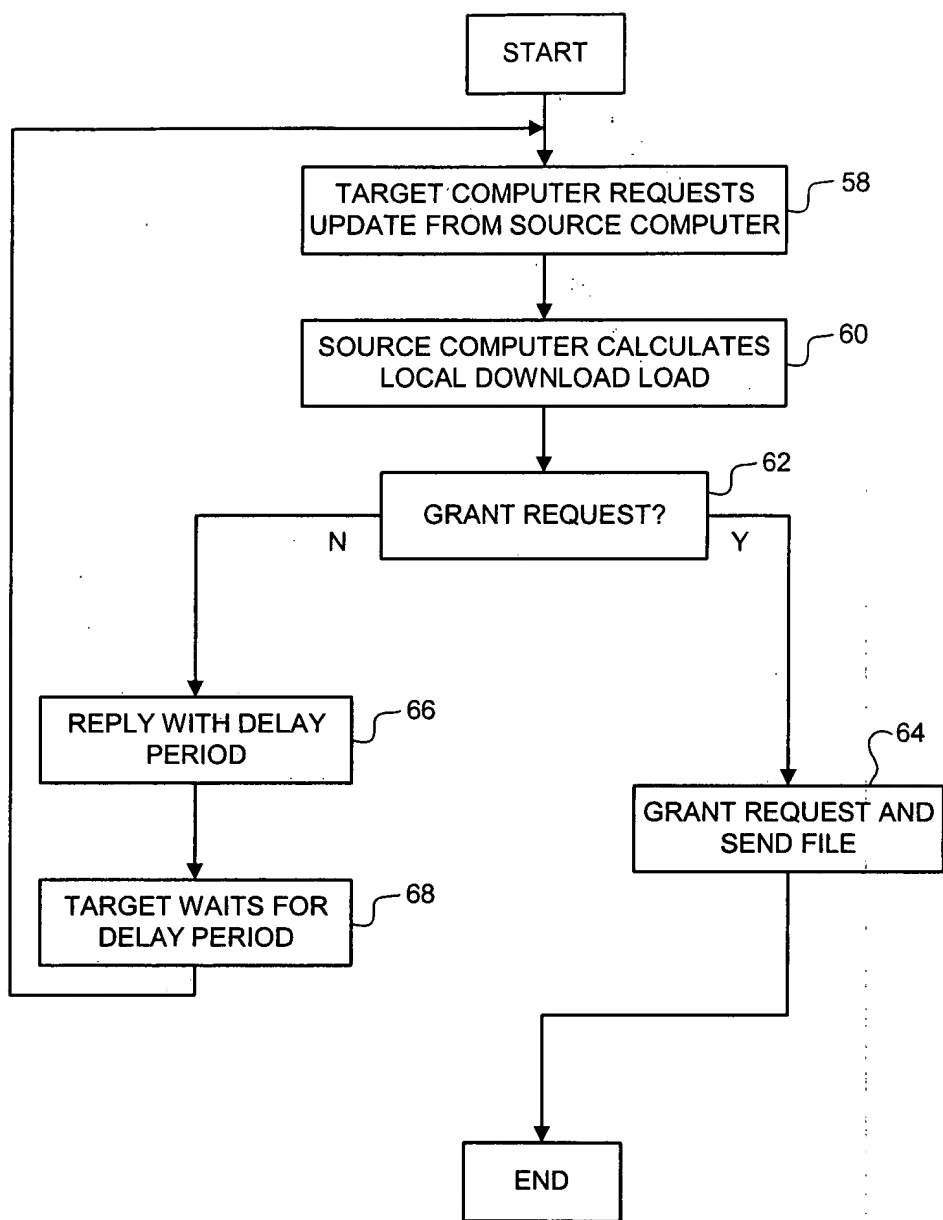 START
TARGET COMPUTER REQUESTS
UPDATE FROM SOURCE COMPUTER
58
SOURCE COMPUTER CALCULATES
LOCAL DOWNLOAD LOAD
60
GRANT REQUEST?
62
N
Y
REPLY WITH DELAY
PERIOD
66
64
GRANT REQUEST AND
SEND FILE
TARGET WAITS FOR
DELAY PERIOD
68
END